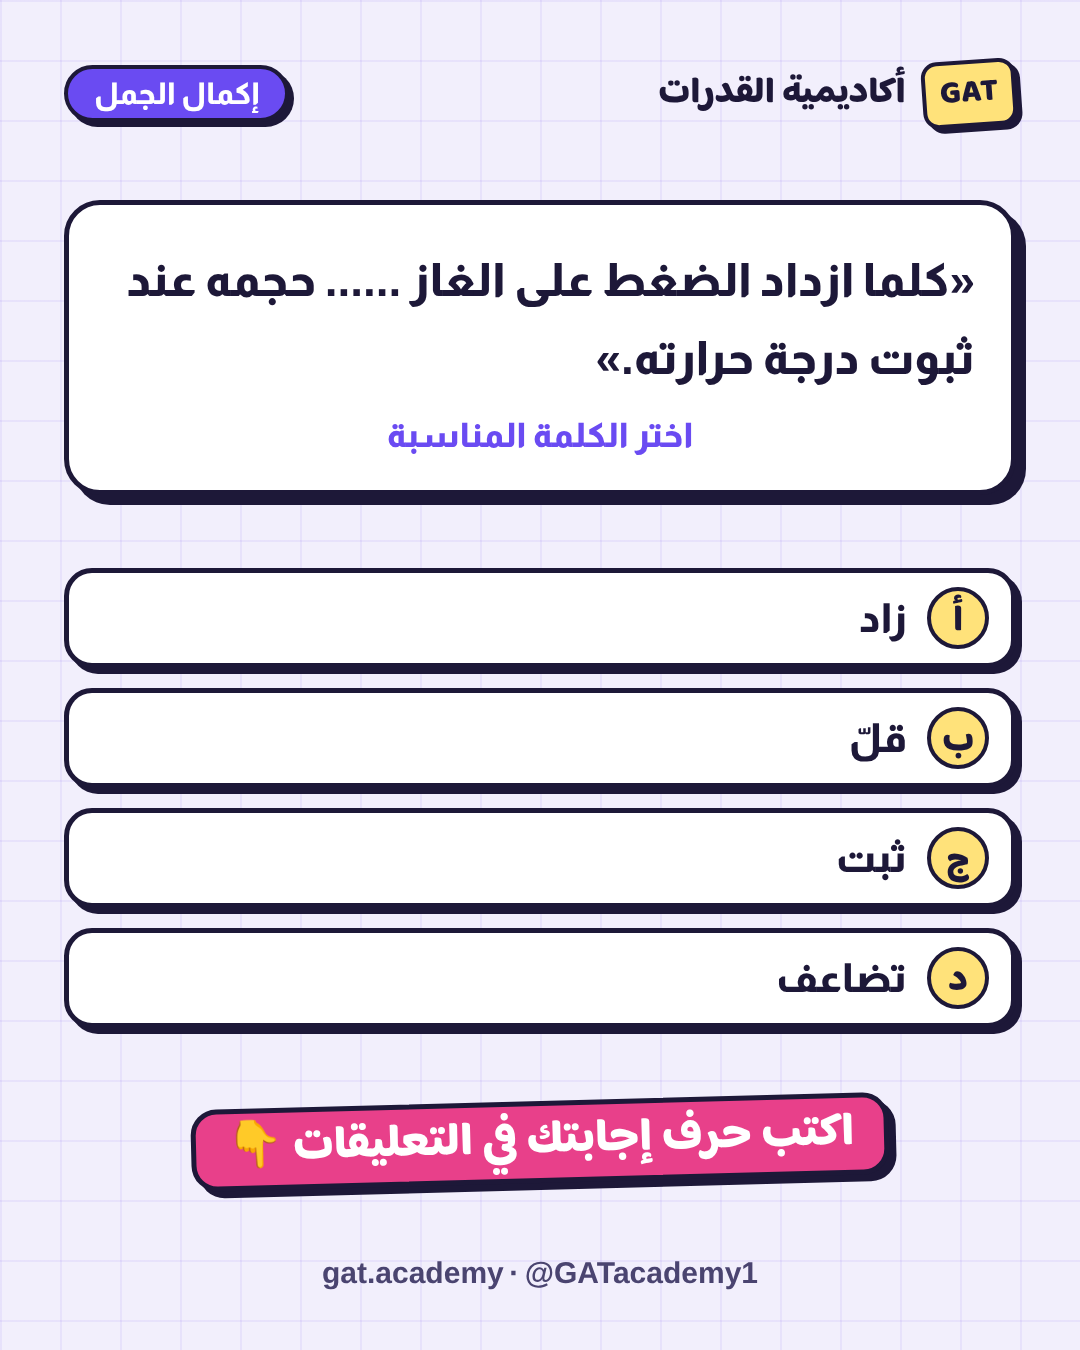 GAT
أكاديمية القدرات
إكمال الجمل
«كلما ازداد الضغط على الغاز ...... حجمه عند
ثبوت درجة حرارته.»
اختر الكلمة المناسبة
أ زاد
ب قلّ
ج ثبت
د تضاعف
اكتب حرف إجابتك في التعليقات 👇
gat.academy · @GATacademy1